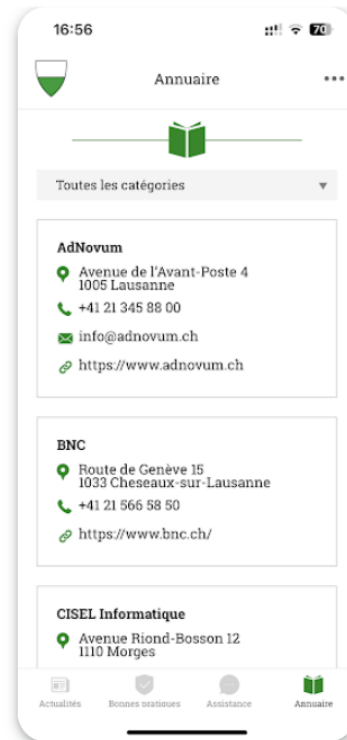 16:56
70
Annuaire
Toutes les catégories
AdNovum
Avenue de l'Avant-Poste 4
1005 Lausanne
+41 21 345 88 00
info@adnovum.ch
https://www.adnovum.ch
BNC
Route de Genève 15
1033 Cheseaux-sur-Lausanne
+41 21 566 58 50
https://www.bnc.ch/
CISEL Informatique
Avenue Riond-Bosson 12
1110 Morges
Actualités Bonnes pratiques Assistance Annuaire